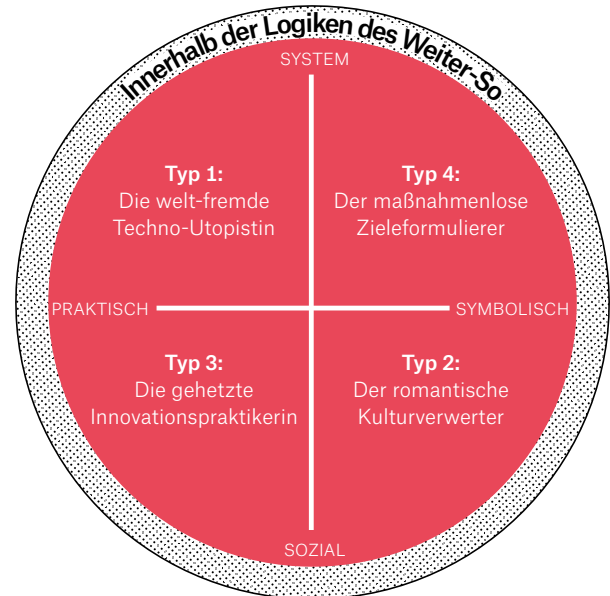 Innerhalb der Logiken des Weiter-So
SYSTEM
Typ 1:
Die welt-fremde
Techno-Utopistin
Typ 4:
Der maßnahmenlose
Zieleformulierer
PRAKTISCH
SYMBOLISCH
Typ 3:
Die gehetzte
Innovationspraktikerin
Typ 2:
Der romantische
Kulturverwerter
SOZIAL